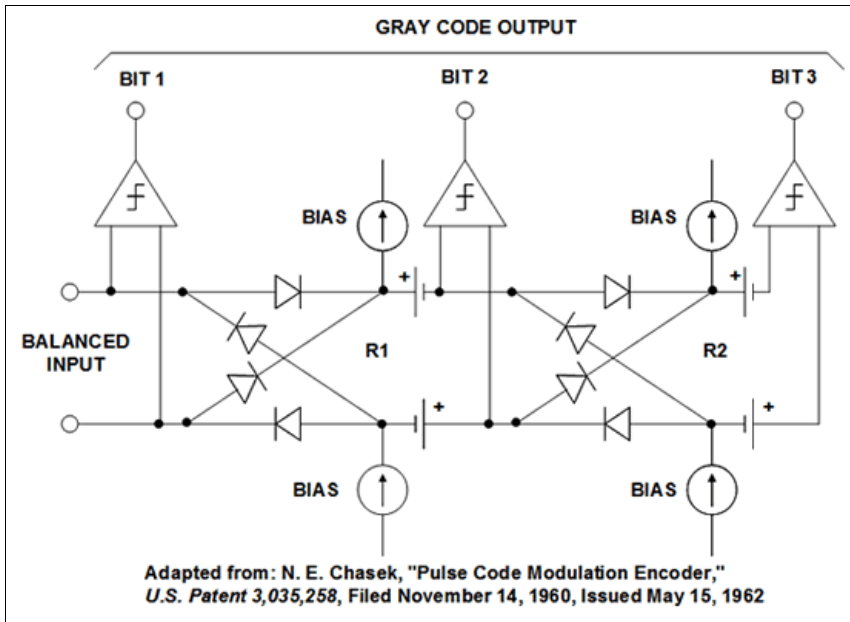 GRAY CODE OUTPUT
BIT 1 BIT 2 BIT 3
BIAS BIAS
+ +
BALANCED
INPUT
R1 R2
+ +
BIAS BIAS
Adapted from: N. E. Chasek, "Pulse Code Modulation Encoder,"
U.S. Patent 3,035,258, Filed November 14, 1960, Issued May 15, 1962